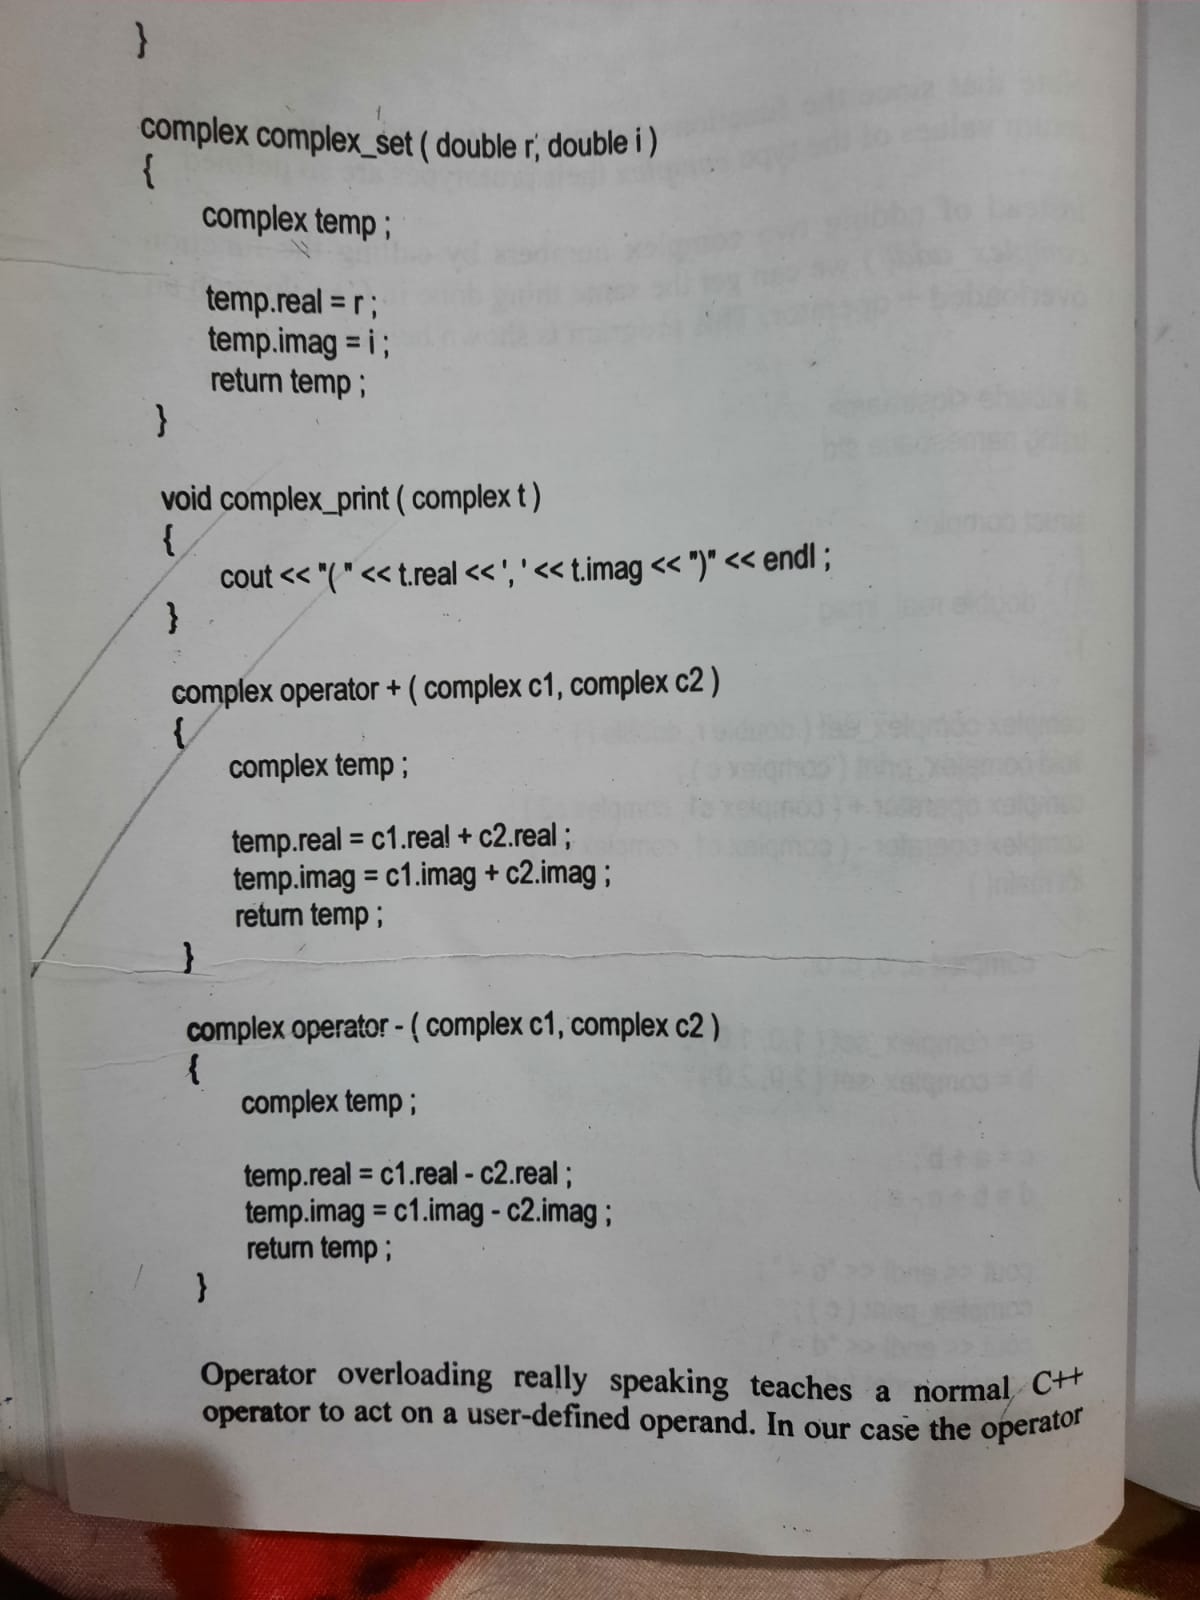 }
complex complex_set ( double r, double i )
{
complex temp ;
temp.real = r ;
temp.imag = i ;
return temp ;
}
void complex_print ( complex t )
{
cout << "( " << t.real << ', ' << t.imag << ")" << endl ;
}
complex operator + ( complex c1, complex c2 )
{
complex temp ;
temp.real = c1.real + c2.real ;
temp.imag = c1.imag + c2.imag ;
return temp ;
}
complex operator - ( complex c1, complex c2 )
{
complex temp ;
temp.real = c1.real - c2.real ;
temp.imag = c1.imag - c2.imag ;
return temp ;
}
Operator overloading really speaking teaches a normal C++
operator to act on a user-defined operand. In our case the operator